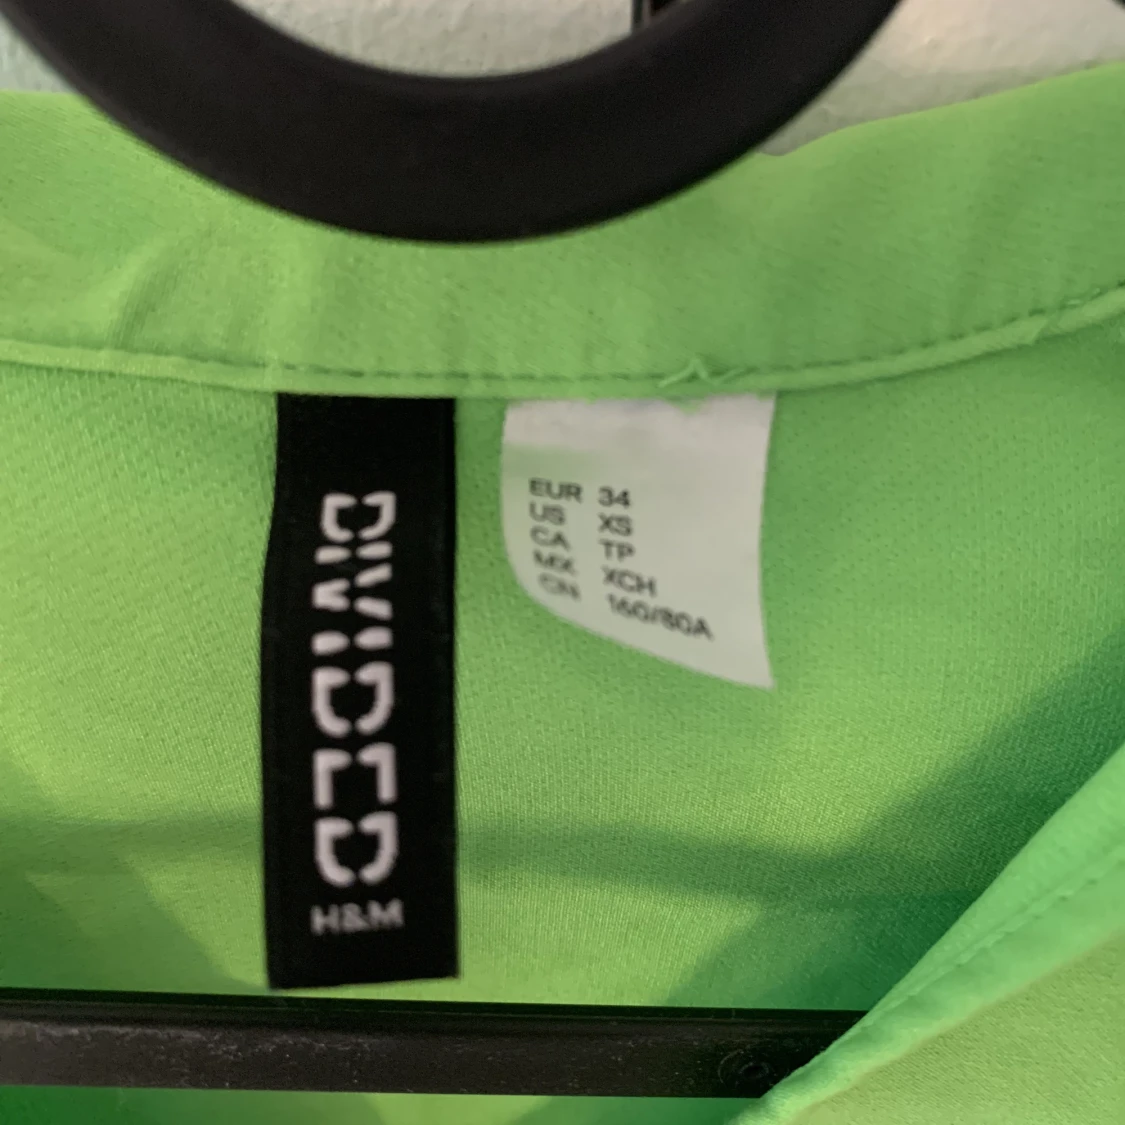 DIVIDED
H&M
EUR 34
US XS
CA TP
MX XCH
CN 160/80A